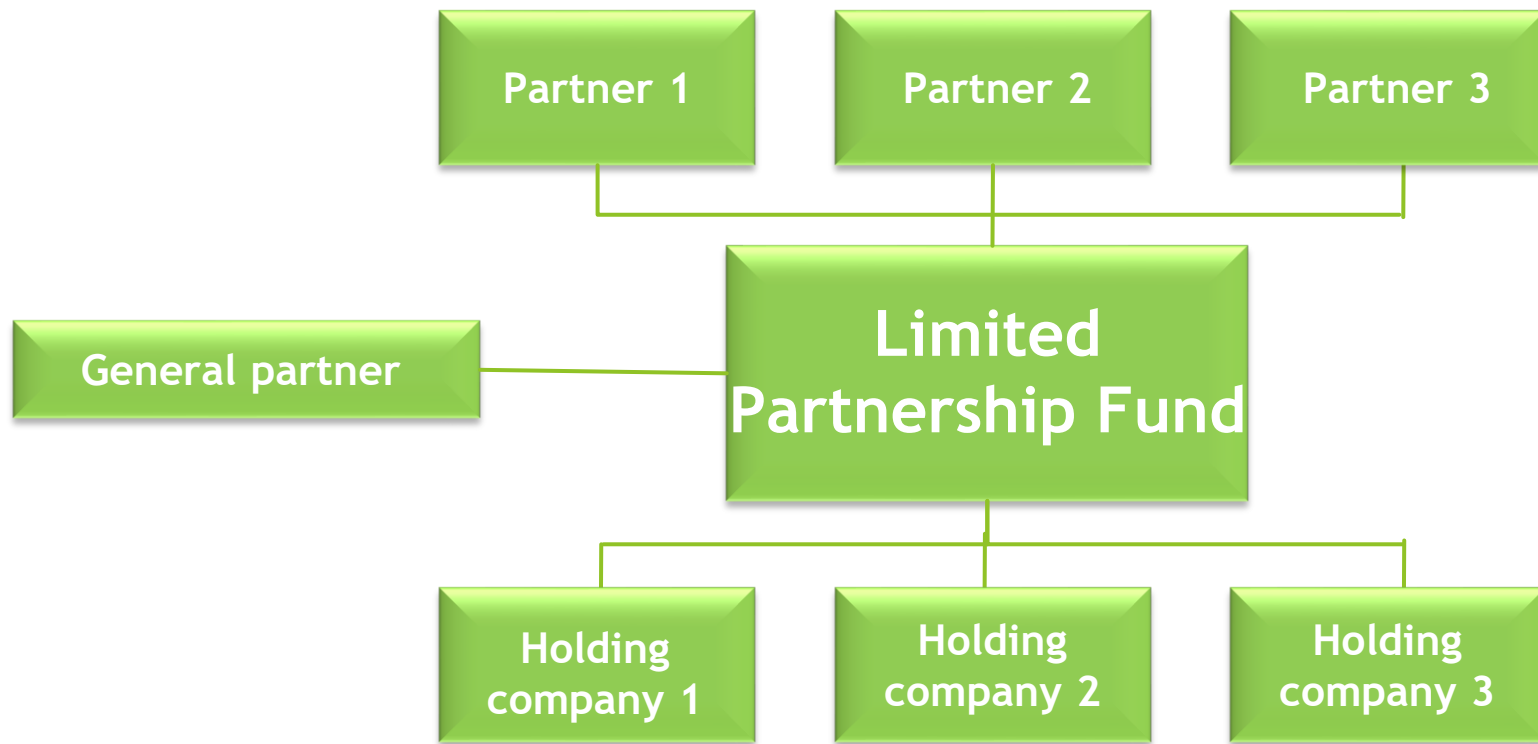 Partner 1
Partner 2
Partner 3
Limited
Partnership Fund
General partner
Holding
company 1
Holding
company 2
Holding
company 3